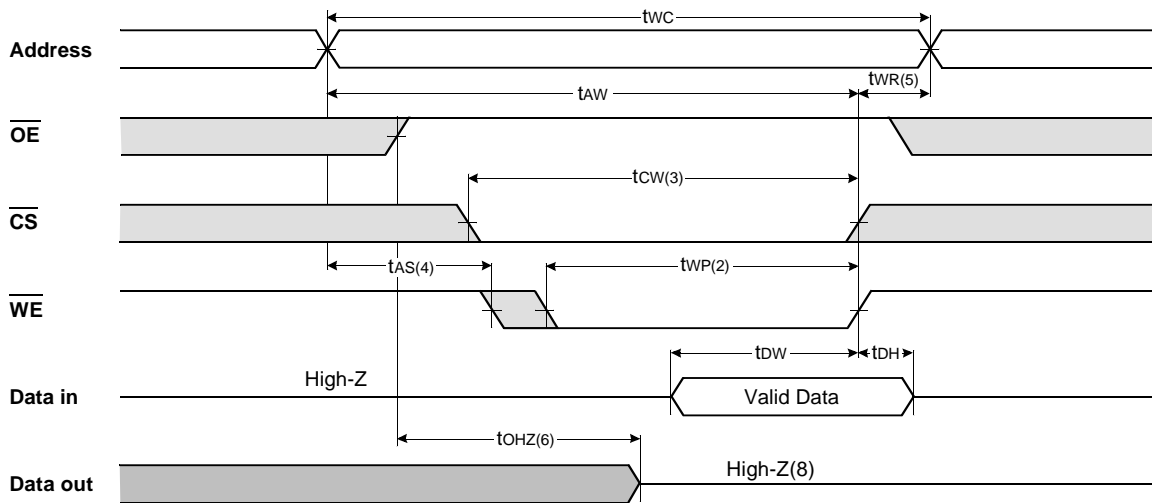 tWC
Address
tWR(5)
tAW
OE
tCW(3)
CS
tAS(4)
tWP(2)
WE
tDW
tDH
High-Z
Data in
Valid Data
tOHZ(6)
High-Z(8)
Data out